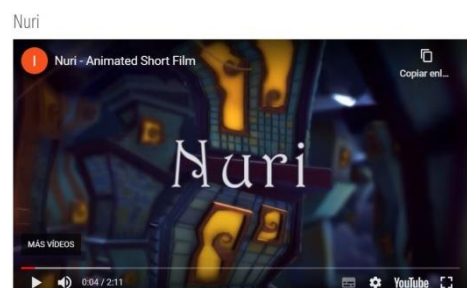 Nuri
I
Nuri - Animated Short Film
Copiar enl...
Nuri
MÁS VÍDEOS
0:04 / 2:11
YouTube